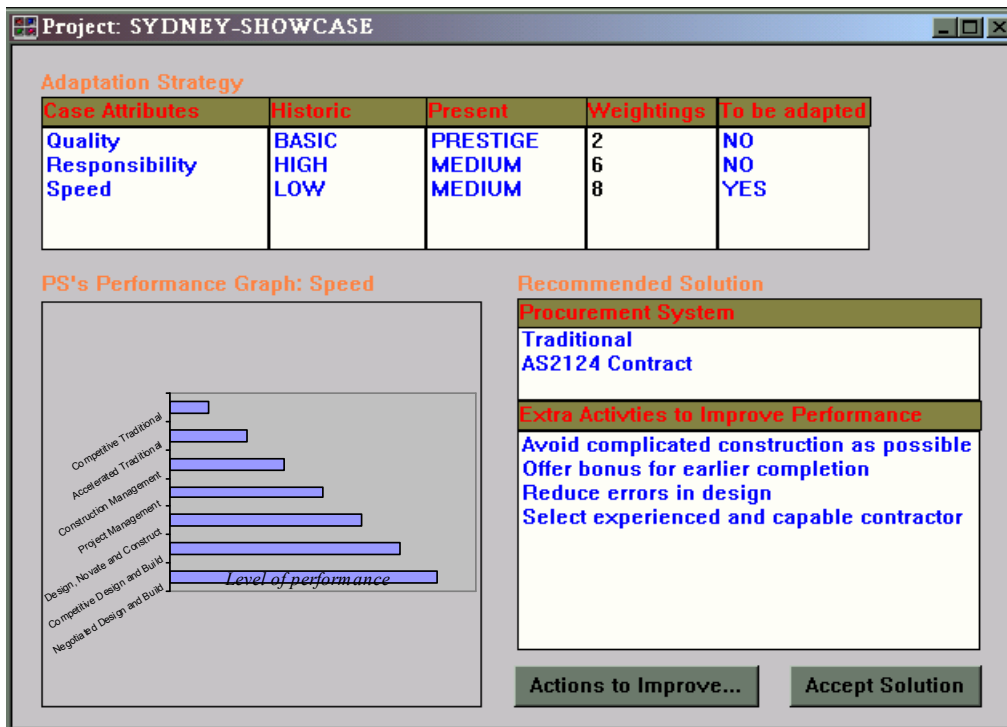 Project: SYDNEY-SHOWCASE
Adaptation Strategy
Case Attributes Historic Present Weightings To be adapted
Quality BASIC PRESTIGE 2 NO
Responsibility HIGH MEDIUM 6 NO
Speed LOW MEDIUM 8 YES
PS's Performance Graph: Speed
Competitive Traditional
Accelerated Traditional
Construction Management
Project Management
Design, Novate and Construct
Competitive Design and Build
Negotiated Design and Build
Level of performance
Recommended Solution
Procurement System
Traditional
AS2124 Contract
Extra Activties to Improve Performance
Avoid complicated construction as possible
Offer bonus for earlier completion
Reduce errors in design
Select experienced and capable contractor
Actions to Improve...
Accept Solution